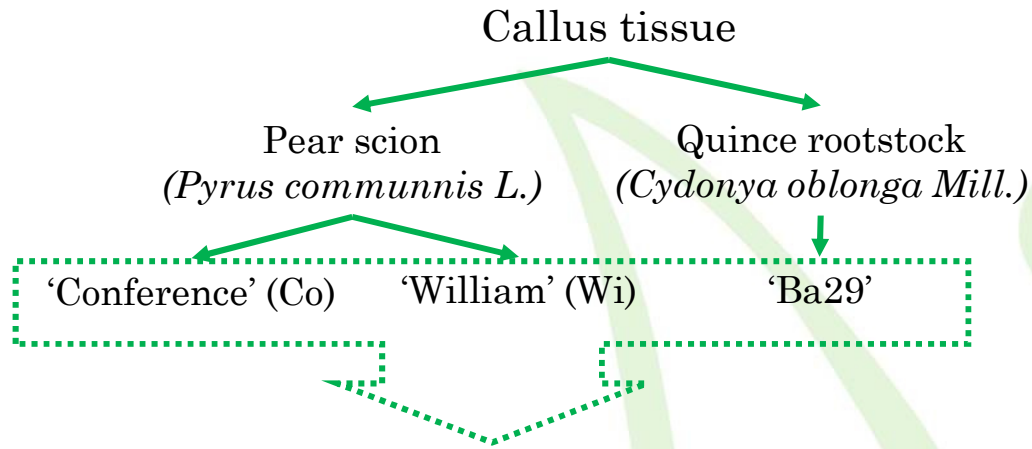 Callus tissue
Pear scion
(Pyrus communnis L.)
Quince rootstock
(Cydonya oblonga Mill.)
‘Conference’ (Co)
‘William’ (Wi)
‘Ba29’